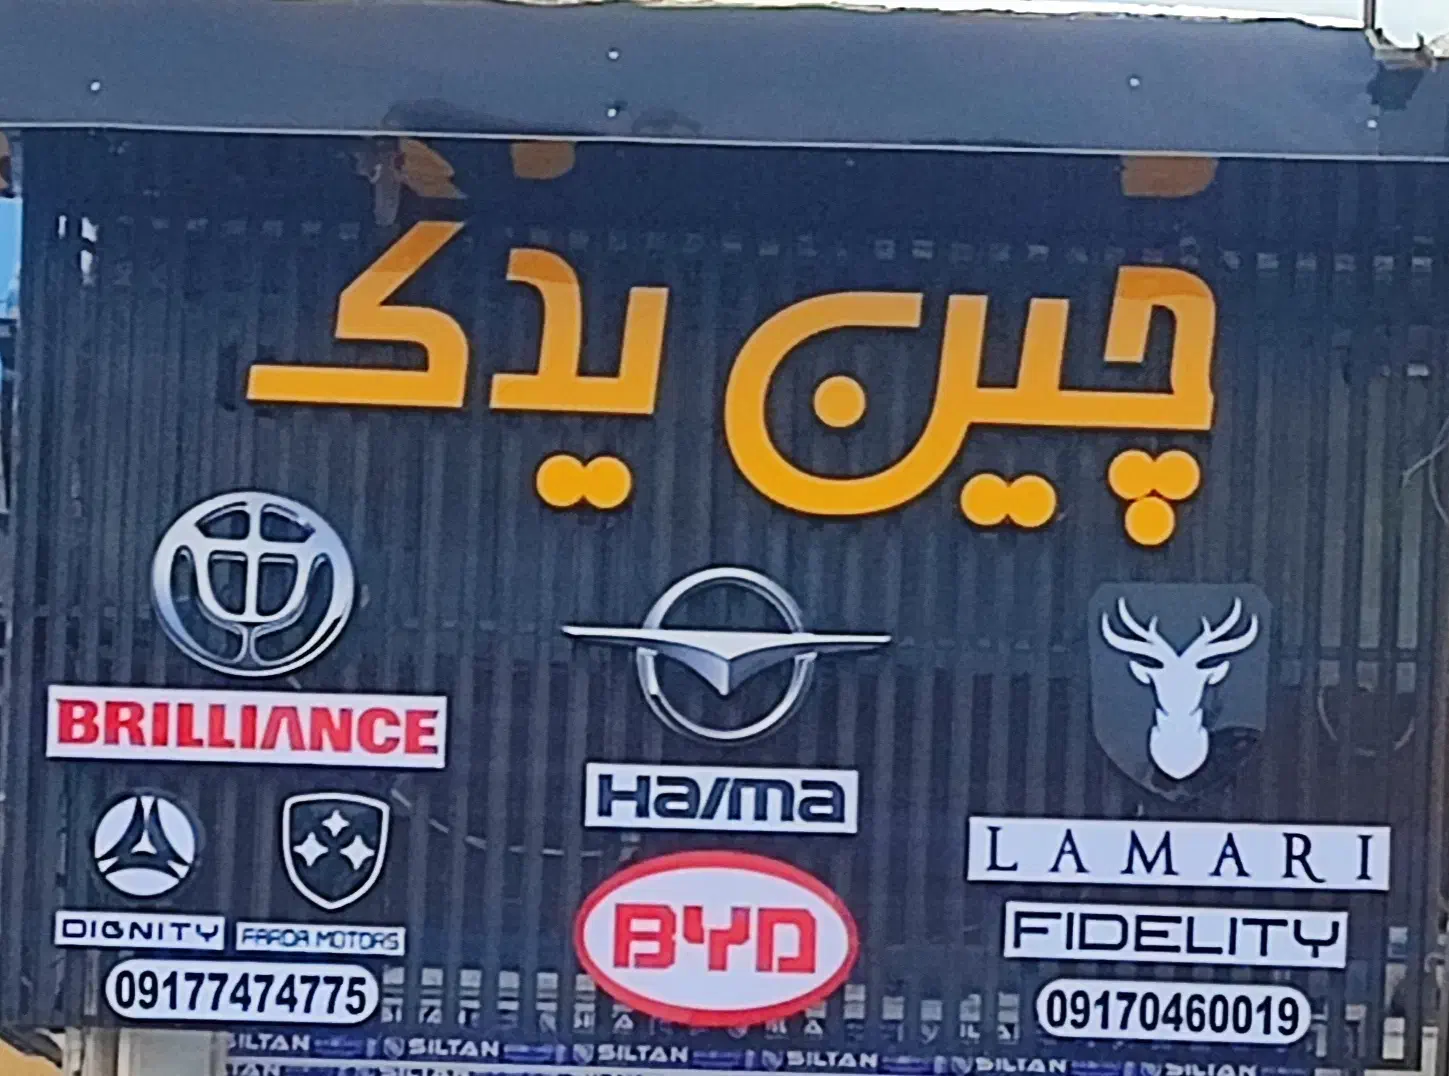 چین یدک
BRILLIANCE
Haima
LAMARI
DIGNITY
FARDA MOTORS
BYD
FIDELITY
09177474775
09170460019
SILTAN SILTAN SILTAN SILTAN SILTAN SILTAN